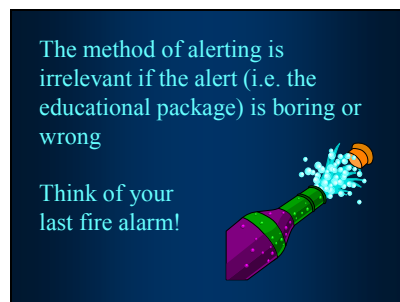 The method of alerting is
irrelevant if the alert (i.e. the
educational package) is boring or
wrong
Think of your
last fire alarm!